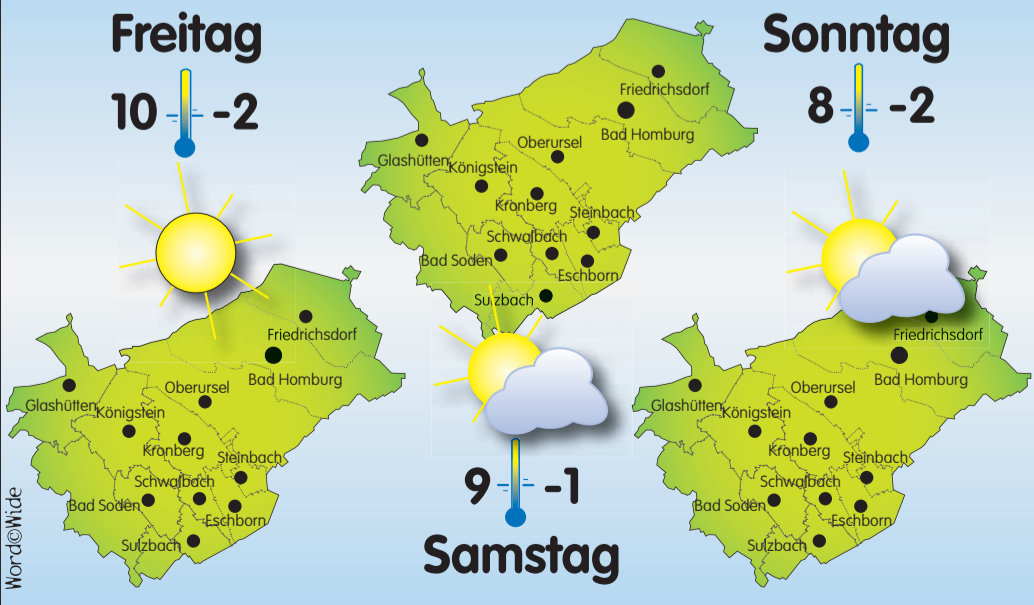 Freitag
10 -2
Friedrichsdorf
Bad Homburg
Oberursel
Glashütten
Königstein
Kronberg
Steinbach
Schwalbach
Bad Soden
Eschborn
Sulzbach
Friedrichsdorf
Bad Homburg
Oberursel
Glashütten
Königstein
Kronberg
Steinbach
Schwalbach
Bad Soden
Eschborn
Sulzbach
9 -1
Samstag
Sonntag
8 -2
Friedrichsdorf
Bad Homburg
Oberursel
Glashütten
Königstein
Kronberg
Steinbach
Schwalbach
Bad Soden
Eschborn
Sulzbach
Word©Wide